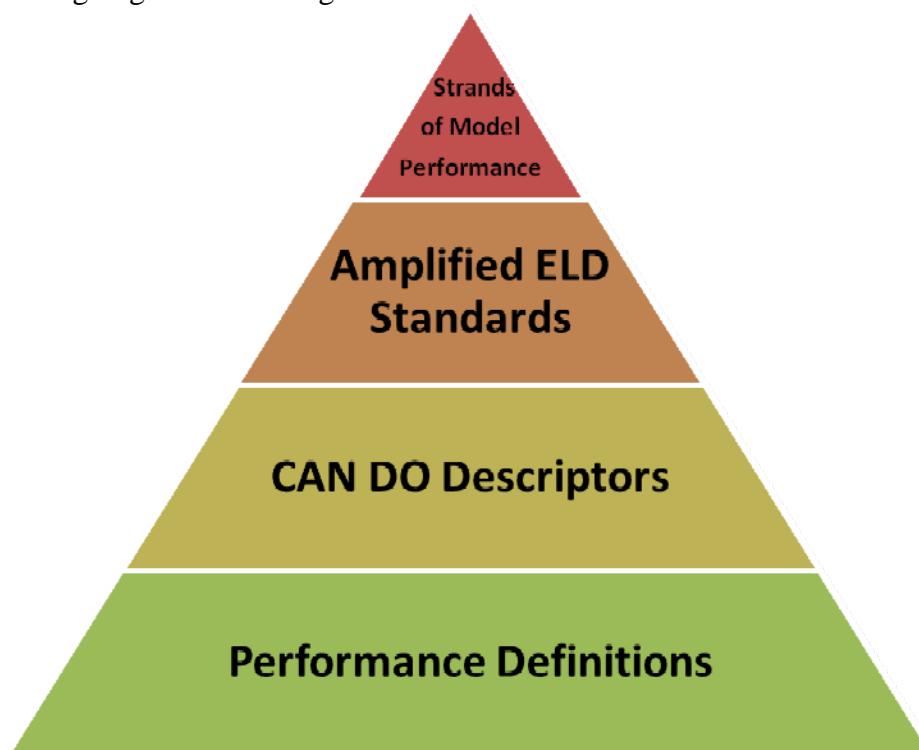 Strands
of Model
Performance
Amplified ELD
Standards
CAN DO Descriptors
Performance Definitions